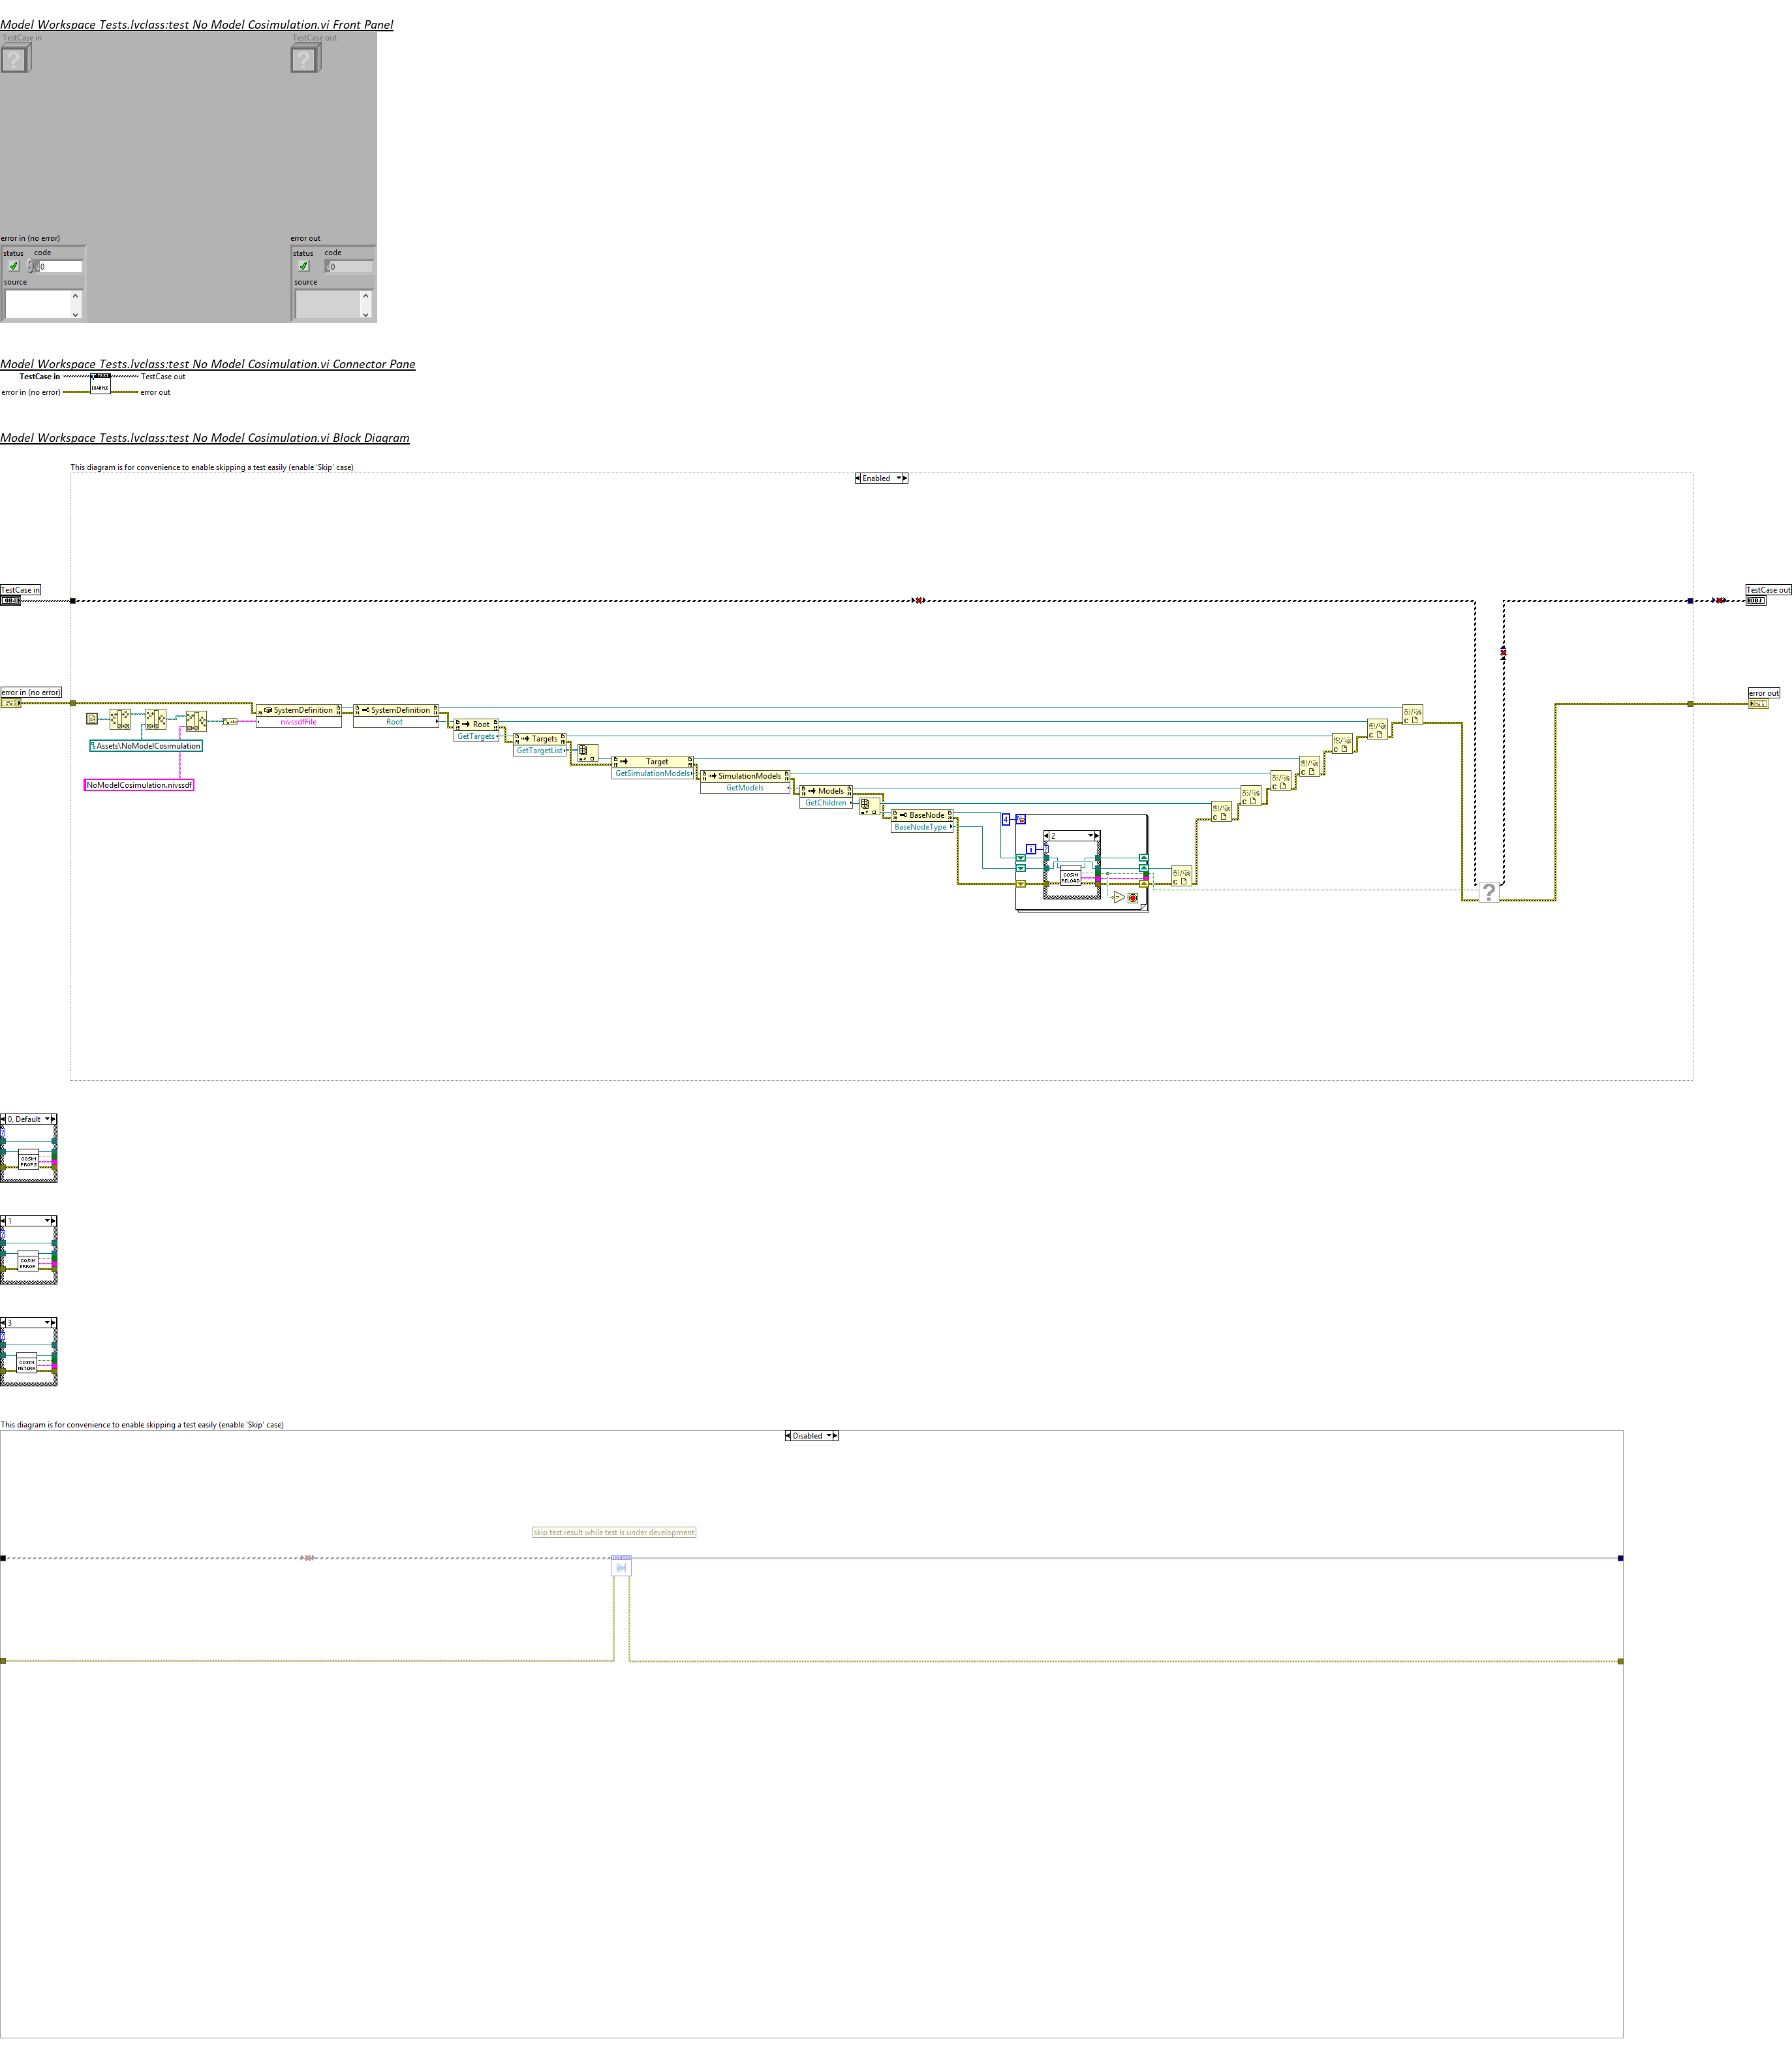 Model Workspace Tests.lvclass:test No Model Cosimulation.vi Front Panel
TestCase in
TestCase out
?
?
error in (no error)
error out
status
code
status
code
0
0
source
source
Model Workspace Tests.lvclass:test No Model Cosimulation.vi Connector Pane
TestCase in
TestCase out
TEST
EXAMPLE
error in (no error)
error out
Model Workspace Tests.lvclass:test No Model Cosimulation.vi Block Diagram
This diagram is for convenience to enable skipping a test easily (enable 'Skip' case)
Enabled
TestCase in
TestCase out
OBJ
OBJ
error in (no error)
error out
SystemDefinition
nivssdfFile
SystemDefinition
Root
Root
GetTargets
Targets
GetTargetList
Assets\NoModelCosimulation
Target
GetSimulationModels
SimulationModels
GetModels
NoModelCosimulation.nivssdf
Models
GetChildren
BaseNode
BaseNodeType
4
N
2
i
COSIM
RELOAD
?
0, Default
COSIM
PROPS
1
COSIM
ERROR
3
COSIM
NETERR
This diagram is for convenience to enable skipping a test easily (enable 'Skip' case)
Disabled
skip test result while test is under development